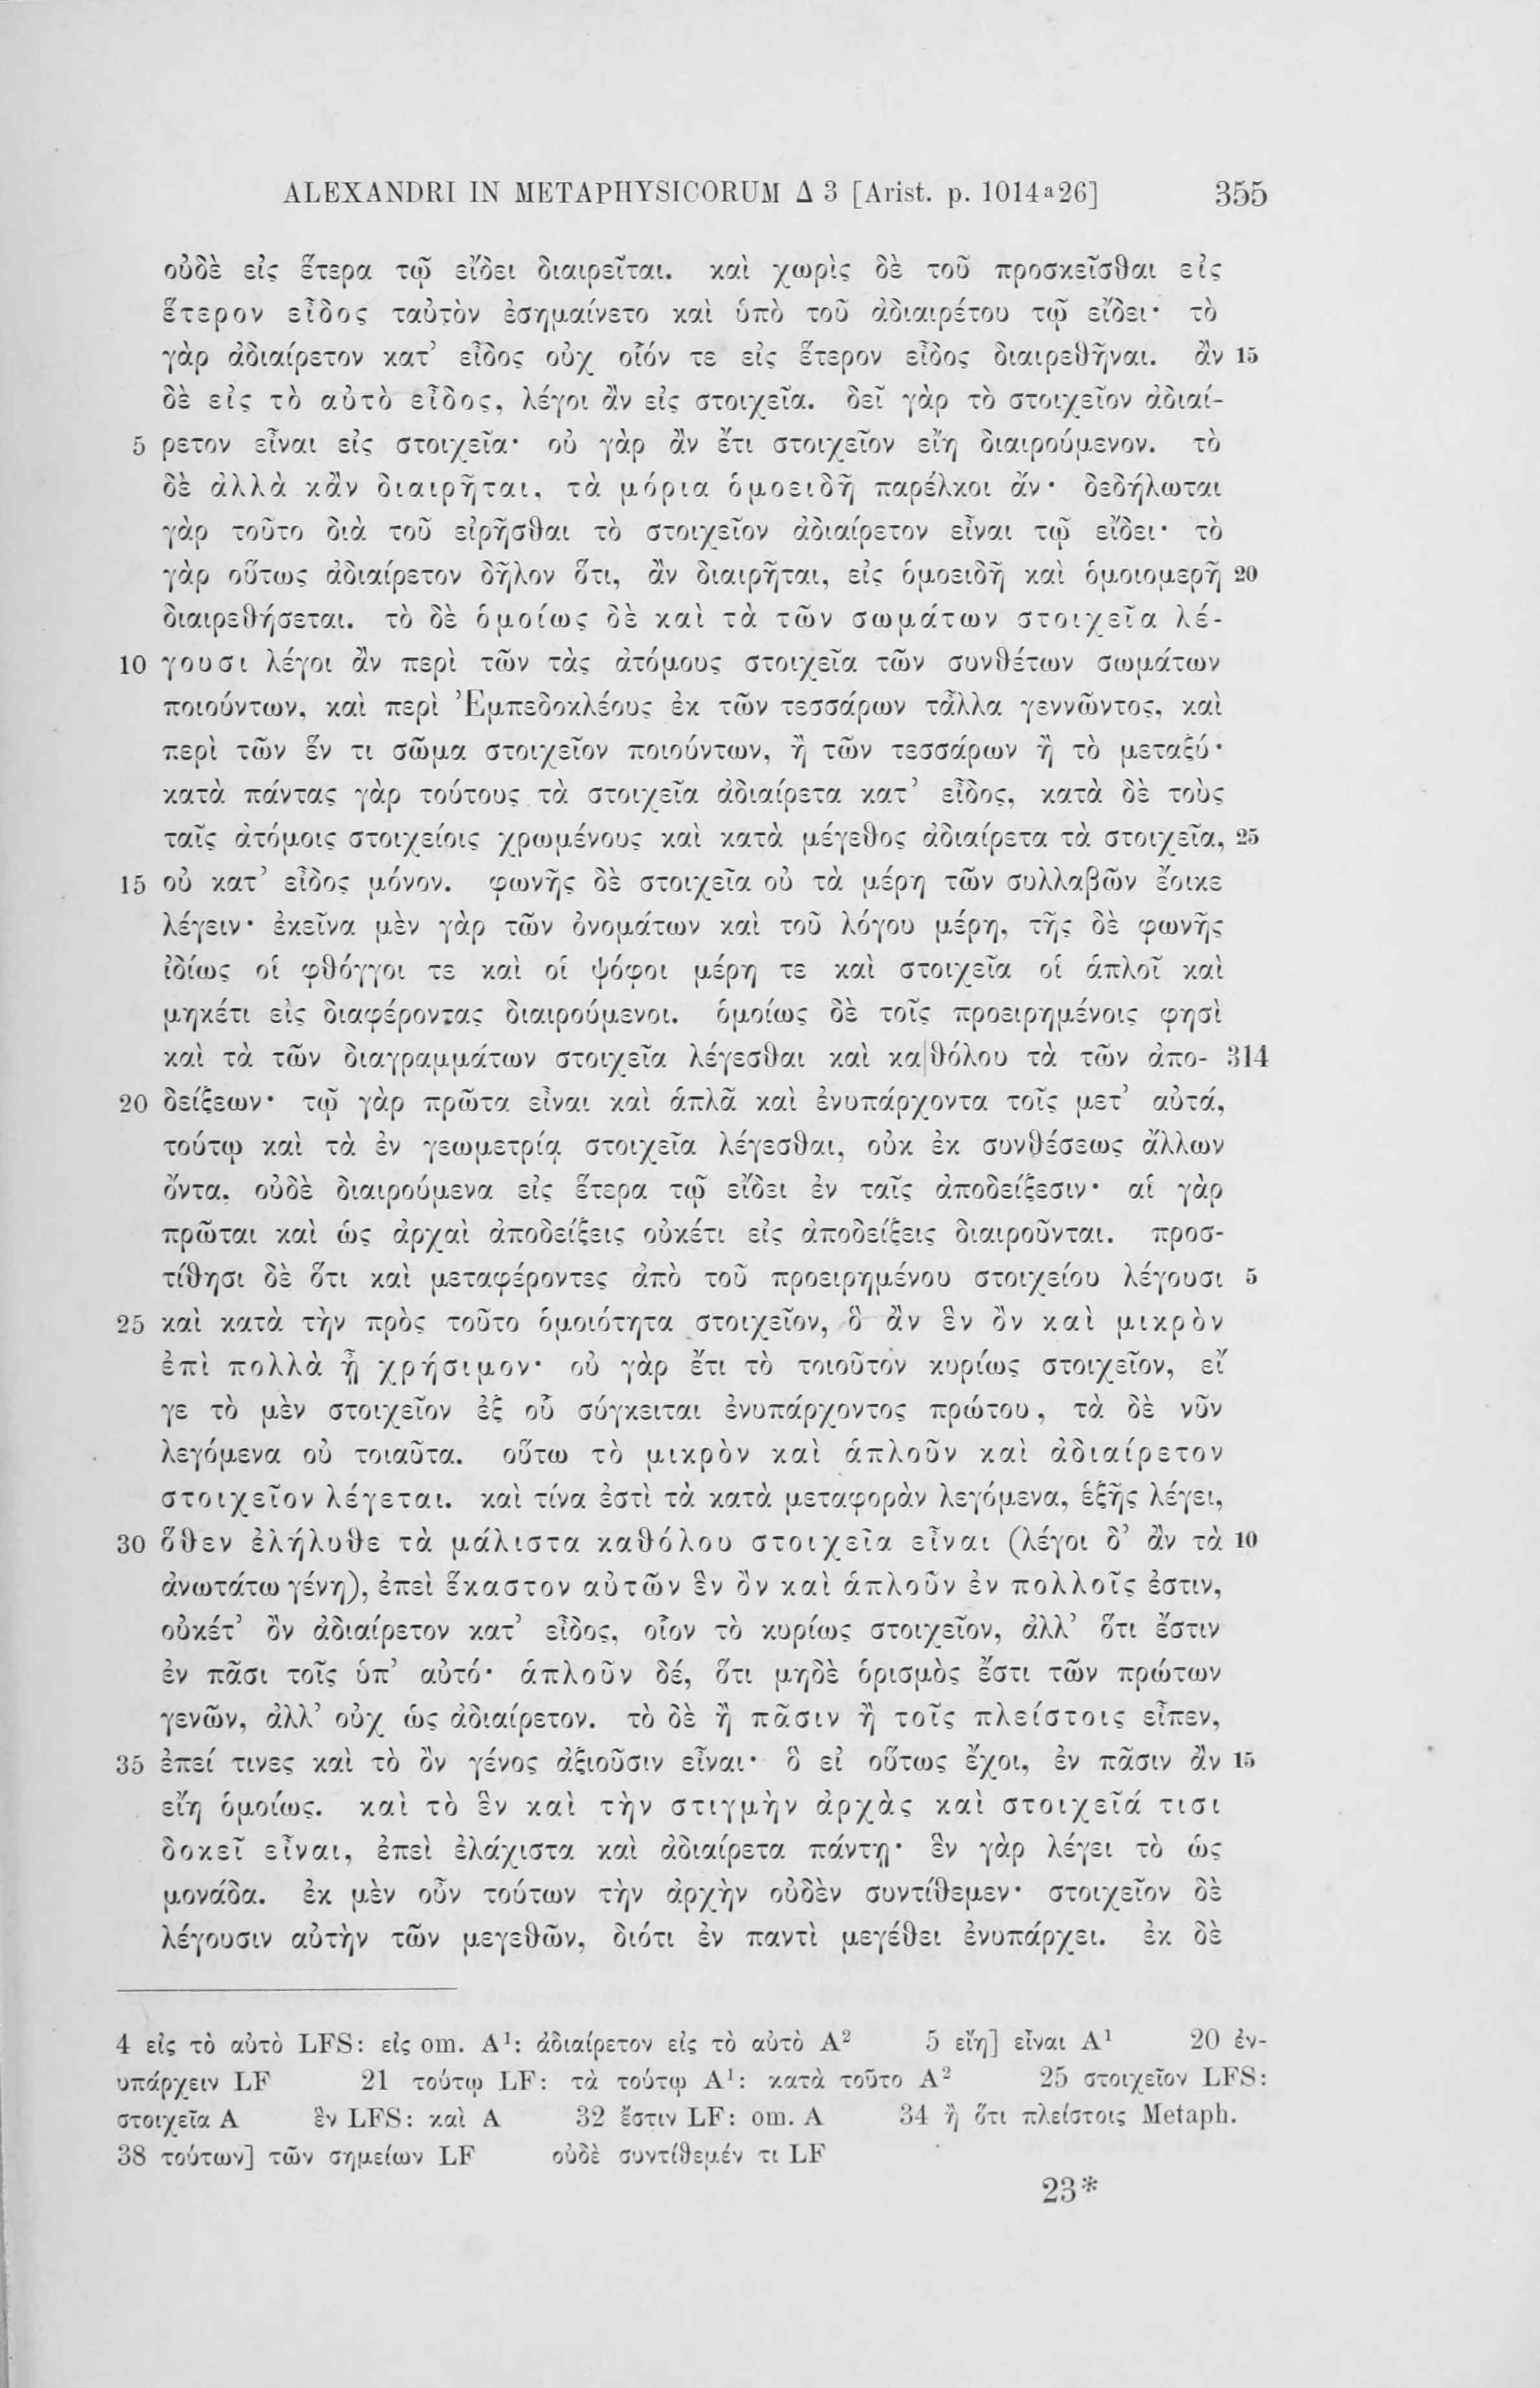 ALEXANDRI IN METAPHYSICORUM Δ 3 [Arist. p. 1014ᵃ26] 355
οὐδὲ εἰς ἕτερα τῷ εἴδει διαιρεῖται. καὶ χωρὶς δὲ τοῦ προσκεῖσθαι εἰς
ἕτερον εἶδος ταὐτὸν ἐσημαίνετο καὶ ὑπὸ τοῦ ἀδιαιρέτου τῷ εἴδει· τὸ
γὰρ ἀδιαίρετον κατ’ εἶδος οὐχ οἷόν τε εἰς ἕτερον εἶδος διαιρεθῆναι. ἂν 15
δὲ εἰς τὸ αὐτὸ εἶδος, λέγοι ἂν εἰς στοιχεῖα. δεῖ γὰρ τὸ στοιχεῖον ἀδιαί-
5 ρετον εἶναι εἰς στοιχεῖα· οὐ γὰρ ἂν ἔτι στοιχεῖον εἴη διαιρούμενον. τὸ
δὲ ἀλλὰ κἂν διαιρῆται, τὰ μόρια ὁμοειδῆ παρέλκοι ἄν· δεδήλωται
γὰρ τοῦτο διὰ τοῦ εἰρῆσθαι τὸ στοιχεῖον ἀδιαίρετον εἶναι τῷ εἴδει· τὸ
γὰρ οὕτως ἀδιαίρετον δῆλον ὅτι, ἂν διαιρῆται, εἰς ὁμοειδῆ καὶ ὁμοιομερῆ 20
διαιρεθήσεται. τὸ δὲ ὁμοίως δὲ καὶ τὰ τῶν σωμάτων στοιχεῖα λέ-
10 γουσι λέγοι ἂν περὶ τῶν τὰς ἀτόμους στοιχεῖα τῶν συνθέτων σωμάτων
ποιούντων, καὶ περὶ Ἐμπεδοκλέους ἐκ τῶν τεσσάρων τἆλλα γεννῶντος, καὶ
περὶ τῶν ἕν τι σῶμα στοιχεῖον ποιούντων, ἢ τῶν τεσσάρων ἢ τὸ μεταξύ·
κατὰ πάντας γὰρ τούτους τὰ στοιχεῖα ἀδιαίρετα κατ’ εἶδος, κατὰ δὲ τοὺς
ταῖς ἀτόμοις στοιχείοις χρωμένους καὶ κατὰ μέγεθος ἀδιαίρετα τὰ στοιχεῖα, 25
15 οὐ κατ’ εἶδος μόνον. φωνῆς δὲ στοιχεῖα οὐ τὰ μέρη τῶν συλλαβῶν ἔοικε
λέγειν· ἐκεῖνα μὲν γὰρ τῶν ὀνομάτων καὶ τοῦ λόγου μέρη, τῆς δὲ φωνῆς
ἰδίως οἱ φθόγγοι τε καὶ οἱ ψόφοι μέρη τε καὶ στοιχεῖα οἱ ἁπλοῖ καὶ
μηκέτι εἰς διαφέροντας διαιρούμενοι. ὁμοίως δὲ τοῖς προειρημένοις φησὶ
καὶ τὰ τῶν διαγραμμάτων στοιχεῖα λέγεσθαι καὶ κα|θόλου τὰ τῶν ἀπο- 314
20 δείξεων· τῷ γὰρ πρῶτα εἶναι καὶ ἁπλᾶ καὶ ἐνυπάρχοντα τοῖς μετ’ αὐτά,
τούτῳ καὶ τὰ ἐν γεωμετρίᾳ στοιχεῖα λέγεσθαι, οὐκ ἐκ συνθέσεως ἄλλων
ὄντα, οὐδὲ διαιρούμενα εἰς ἕτερα τῷ εἴδει ἐν ταῖς ἀποδείξεσιν· αἱ γὰρ
πρῶται καὶ ὡς ἀρχαὶ ἀποδείξεις οὐκέτι εἰς ἀποδείξεις διαιροῦνται. προσ-
τίθησι δὲ ὅτι καὶ μεταφέροντες ἀπὸ τοῦ προειρημένου στοιχείου λέγουσι 5
25 καὶ κατὰ τὴν πρὸς τοῦτο ὁμοιότητα στοιχεῖον, ὃ ἂν ἓν ὂν καὶ μικρὸν
ἐπὶ πολλὰ ᾖ χρήσιμον· οὐ γὰρ ἔτι τὸ τοιοῦτον κυρίως στοιχεῖον, εἴ
γε τὸ μὲν στοιχεῖον ἐξ οὗ σύγκειται ἐνυπάρχοντος πρώτου, τὰ δὲ νῦν
λεγόμενα οὐ τοιαῦτα. οὕτω τὸ μικρὸν καὶ ἁπλοῦν καὶ ἀδιαίρετον
στοιχεῖον λέγεται. καὶ τίνα ἐστὶ τὰ κατὰ μεταφορὰν λεγόμενα, ἑξῆς λέγει,
30 ὅθεν ἐλήλυθε τὰ μάλιστα καθόλου στοιχεῖα εἶναι (λέγοι δ’ ἂν τὰ 10
ἀνωτάτω γένη), ἐπεὶ ἕκαστον αὐτῶν ἓν ὂν καὶ ἁπλοῦν ἐν πολλοῖς ἐστιν,
οὐκέτ’ ὂν ἀδιαίρετον κατ’ εἶδος, οἷον τὸ κυρίως στοιχεῖον, ἀλλ’ ὅτι ἔστιν
ἐν πᾶσι τοῖς ὑπ’ αὐτό· ἁπλοῦν δέ, ὅτι μηδὲ ὁρισμὸς ἔστι τῶν πρώτων
γενῶν, ἀλλ’ οὐχ ὡς ἀδιαίρετον. τὸ δὲ ἢ πᾶσιν ἢ τοῖς πλείστοις εἶπεν,
35 ἐπεί τινες καὶ τὸ ὂν γένος ἀξιοῦσιν εἶναι· ὃ εἰ οὕτως ἔχοι, ἐν πᾶσιν ἂν 15
εἴη ὁμοίως. καὶ τὸ ἓν καὶ τὴν στιγμὴν ἀρχὰς καὶ στοιχεῖά τισι
δοκεῖ εἶναι, ἐπεὶ ἐλάχιστα καὶ ἀδιαίρετα πάντῃ· ἓν γὰρ λέγει τὸ ὡς
μονάδα. ἐκ μὲν οὖν τούτων τὴν ἀρχὴν οὐδὲν συντίθεμεν· στοιχεῖον δὲ
λέγουσιν αὐτὴν τῶν μεγεθῶν, διότι ἐν παντὶ μεγέθει ἐνυπάρχει. ἐκ δὲ
4 εἰς τὸ αὐτὸ LFS: εἰς om. A¹: ἀδιαίρετον εἰς τὸ αὐτὸ A² 5 εἴη] εἶναι A¹ 20 ἐν-
υπάρχειν LF 21 τούτῳ LF: τὰ τούτῳ A¹: κατὰ τοῦτο A² 25 στοιχεῖον LFS:
στοιχεῖα A ἓν LFS: καὶ A 32 ἔστιν LF: om. A 34 ἢ ὅτι πλείστοις Metaph.
38 τούτων] τῶν σημείων LF οὐδὲ συντίθεμέν τι LF
23*